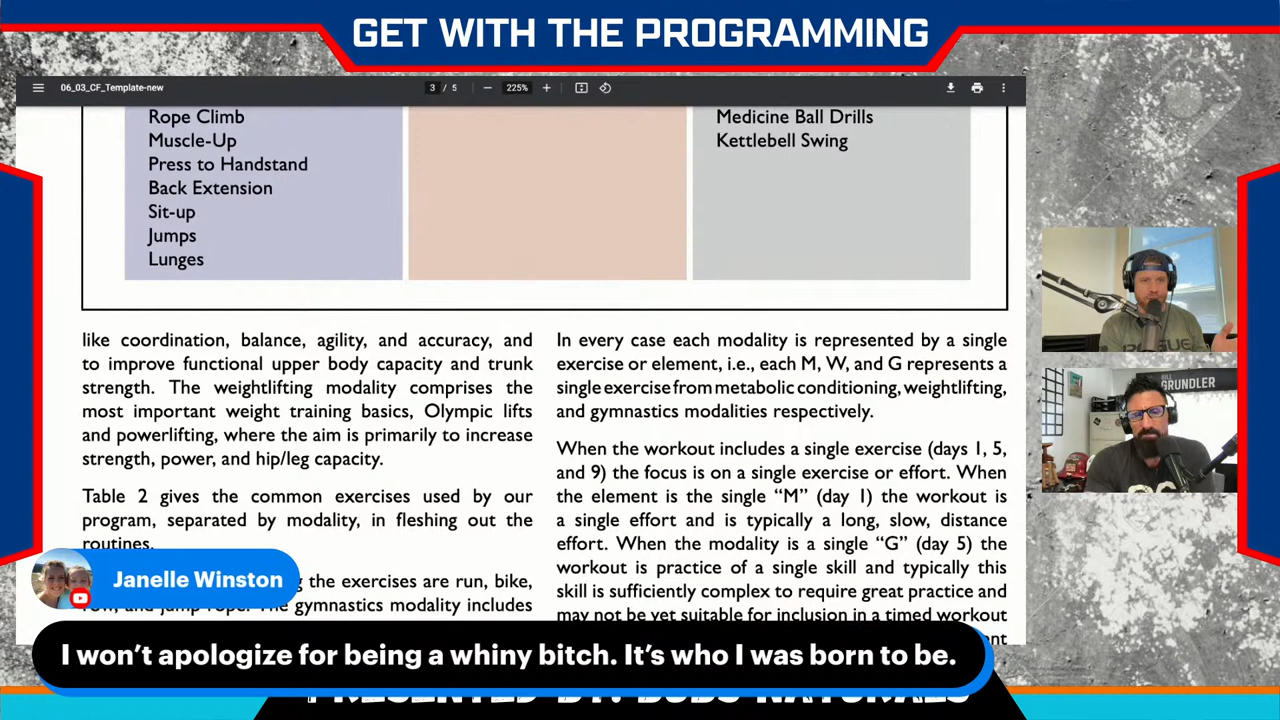 GET WITH THE PROGRAMMING
06_03_CF_Template-new
3 / 5
225%
Rope Climb
Muscle-Up
Press to Handstand
Back Extension
Sit-up
Jumps
Lunges
Medicine Ball Drills
Kettlebell Swing
like coordination, balance, agility, and accuracy, and
to improve functional upper body capacity and trunk
strength. The weightlifting modality comprises the
most important weight training basics, Olympic lifts
and powerlifting, where the aim is primarily to increase
strength, power, and hip/leg capacity.
Table 2 gives the common exercises used by our
program, separated by modality, in fleshing out the
routines.
the exercises are run, bike,
row, and jump rope. The gymnastics modality includes
In every case each modality is represented by a single
exercise or element, i.e., each M, W, and G represents a
single exercise from metabolic conditioning, weightlifting,
and gymnastics modalities respectively.
When the workout includes a single exercise (days 1, 5,
and 9) the focus is on a single exercise or effort. When
the element is the single “M” (day 1) the workout is
a single effort and is typically a long, slow, distance
effort. When the modality is a single “G” (day 5) the
workout is practice of a single skill and typically this
skill is sufficiently complex to require great practice and
may not be yet suitable for inclusion in a timed workout
ROGUE
GRUNDLER
Janelle Winston
I won’t apologize for being a whiny bitch. It’s who I was born to be.
PRESENTED BY: BUBS NATURALS